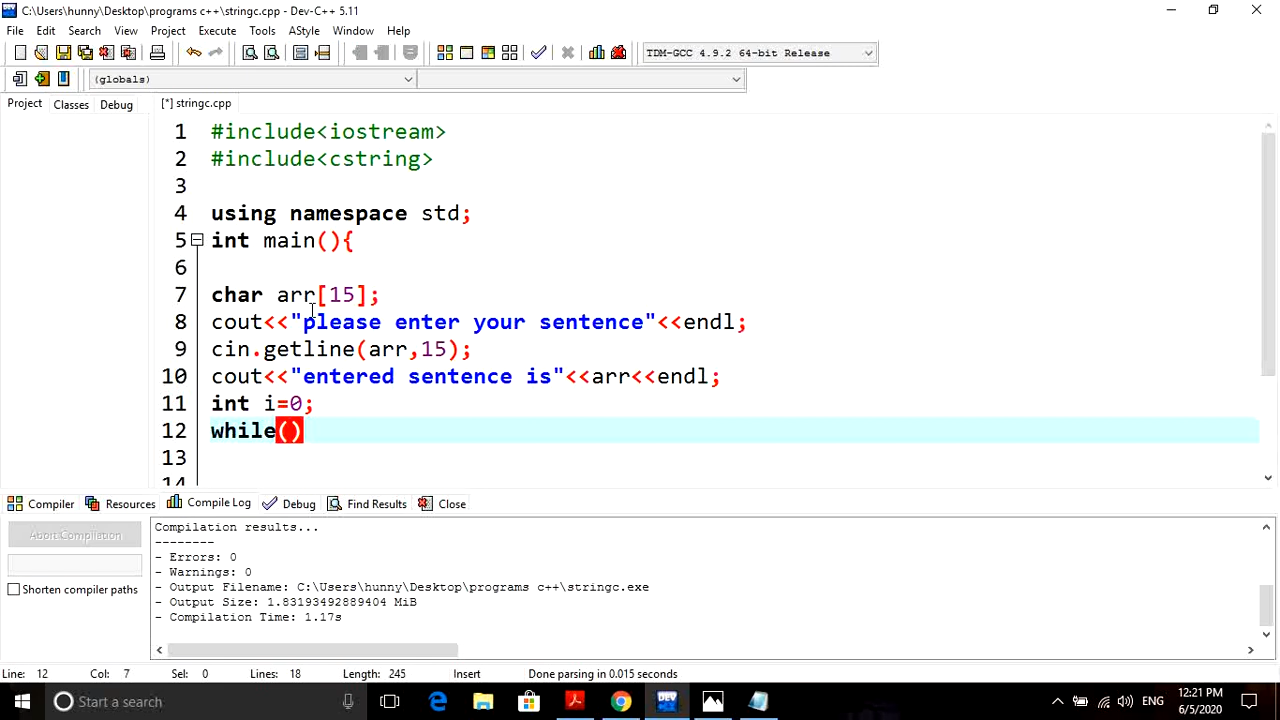 C:\Users\hunny\Desktop\programs c++\stringc.cpp - Dev-C++ 5.11
File Edit Search View Project Execute Tools AStyle Window Help
TDM-GCC 4.9.2 64-bit Release
(globals)
Project Classes Debug [*] stringc.cpp
1 #include<iostream>
2 #include<cstring>
3
4 using namespace std;
5 int main(){
6
7 char arr[15];
8 cout<<"please enter your sentence"<<endl;
9 cin.getline(arr,15);
10 cout<<"entered sentence is"<<arr<<endl;
11 int i=0;
12 while()
13
14
Compiler Resources Compile Log Debug Find Results Close
Abort Compilation
Shorten compiler paths
Compilation results...
--------
- Errors: 0
- Warnings: 0
- Output Filename: C:\Users\hunny\Desktop\programs c++\stringc.exe
- Output Size: 1.83193492889404 MiB
- Compilation Time: 1.17s
Line: 12 Col: 7 Sel: 0 Lines: 18 Length: 245 Insert Done parsing in 0.015 seconds
Start a search
DEV
ENG
12:21 PM
6/5/2020